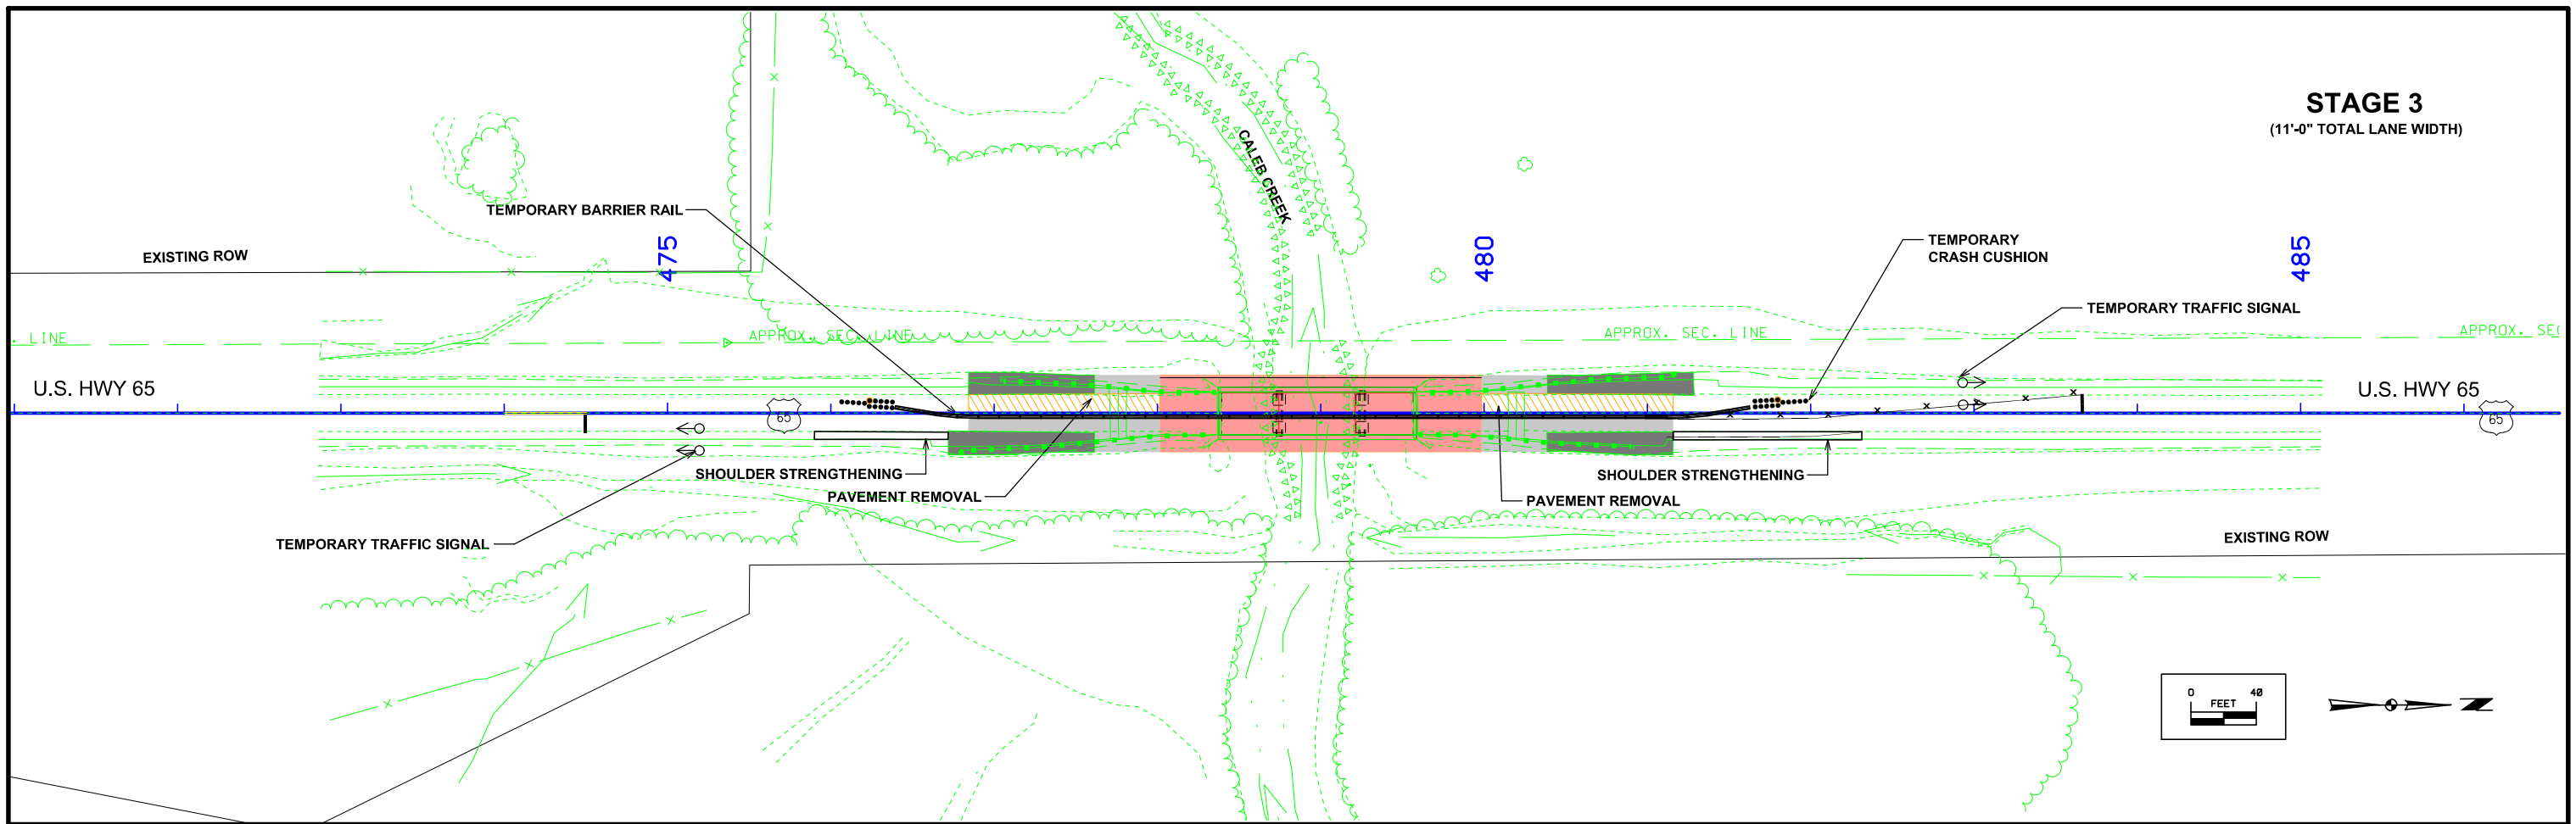 STAGE 3
(11'-0" TOTAL LANE WIDTH)
CALEB CREEK
TEMPORARY BARRIER RAIL
EXISTING ROW
475
480
485
TEMPORARY
CRASH CUSHION
TEMPORARY TRAFFIC SIGNAL
. LINE
APPROX. SEC. LINE
APPROX. SEC. LINE
APPROX. SEC
U.S. HWY 65
U.S. HWY 65
65
65
SHOULDER STRENGTHENING
SHOULDER STRENGTHENING
PAVEMENT REMOVAL
PAVEMENT REMOVAL
TEMPORARY TRAFFIC SIGNAL
EXISTING ROW
0 40
FEET
N